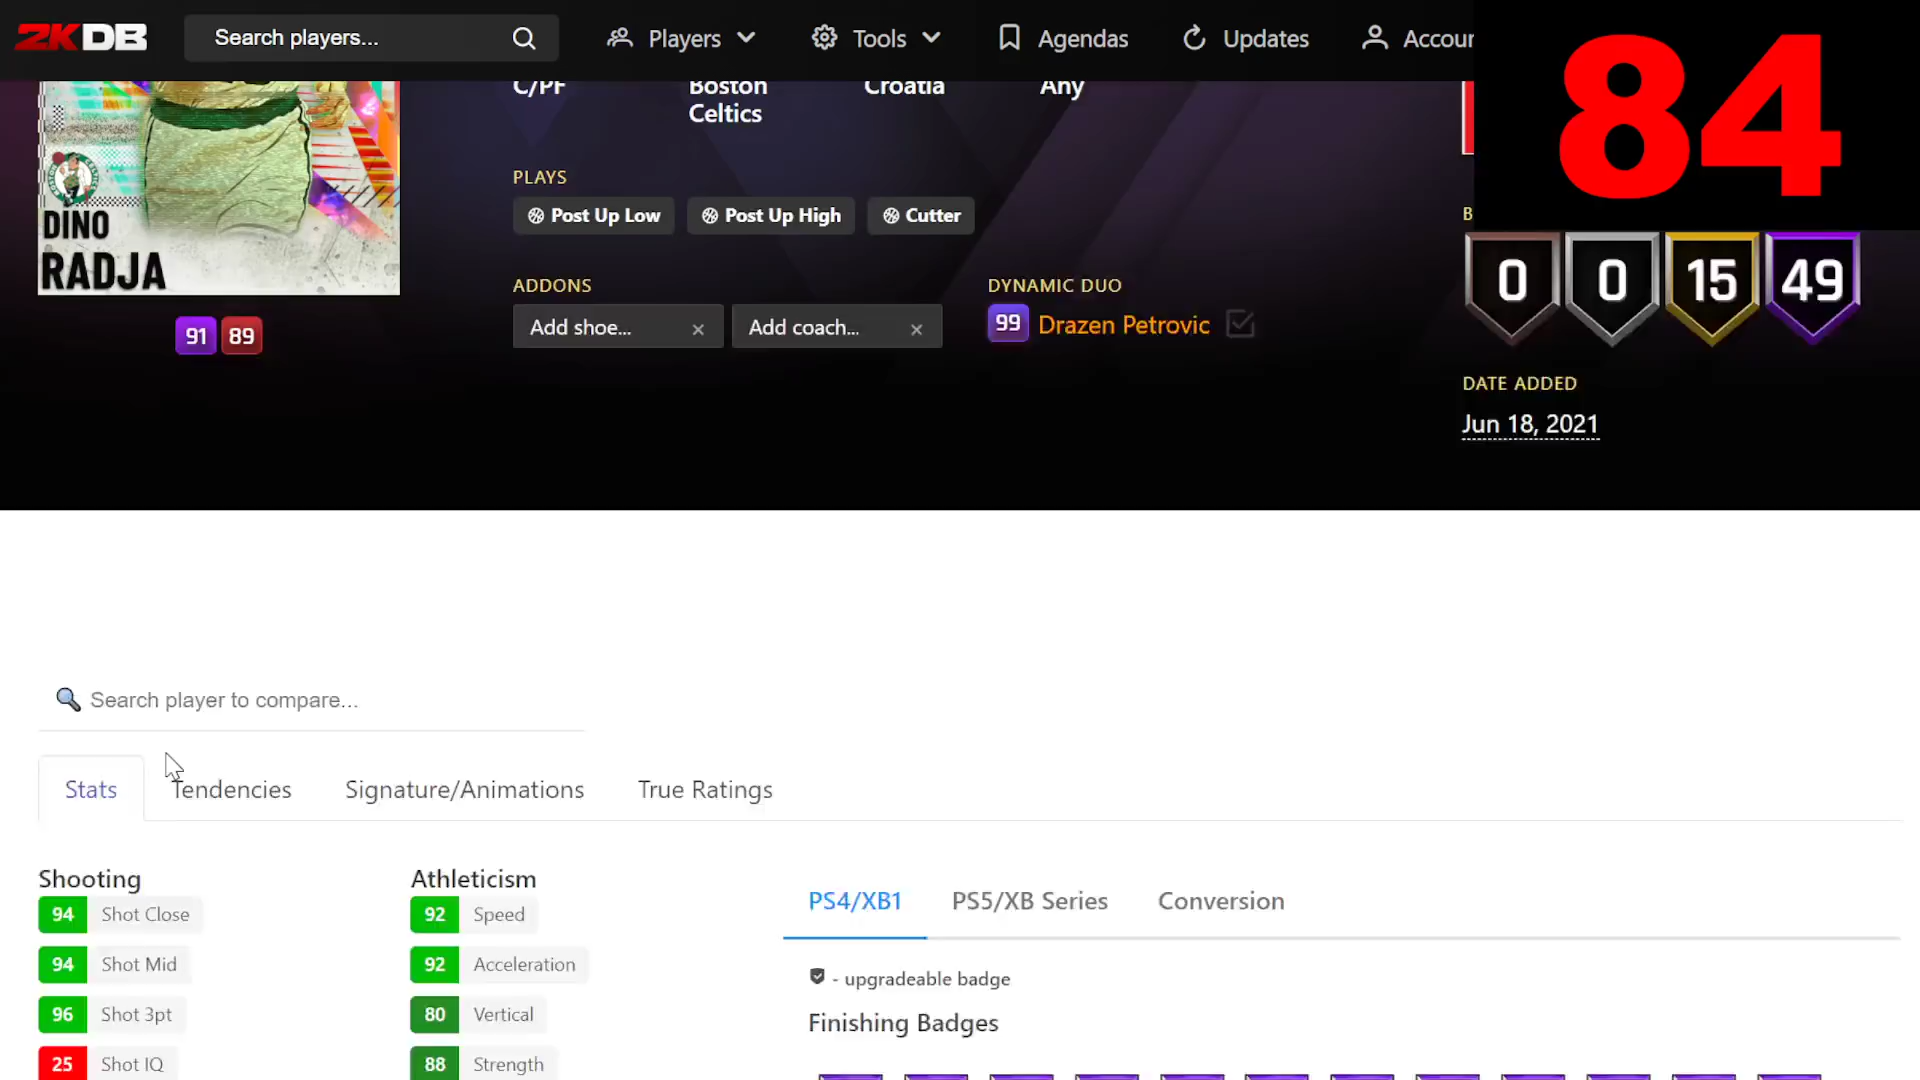 2KDB
Search players...
Players
Tools
Agendas
Updates
Accoun
84
C/PF
Boston
Celtics
Croatia
Any
PLAYS
Post Up Low
Post Up High
Cutter
B
0
0
15
49
DINO
RADJA
91
89
ADDONS
Add shoe... ×
Add coach... ×
DYNAMIC DUO
99 Drazen Petrovic
DATE ADDED
Jun 18, 2021
Search player to compare...
Stats
Tendencies
Signature/Animations
True Ratings
Shooting
94 Shot Close
94 Shot Mid
96 Shot 3pt
25 Shot IQ
Athleticism
92 Speed
92 Acceleration
80 Vertical
88 Strength
PS4/XB1
PS5/XB Series
Conversion
- upgradeable badge
Finishing Badges